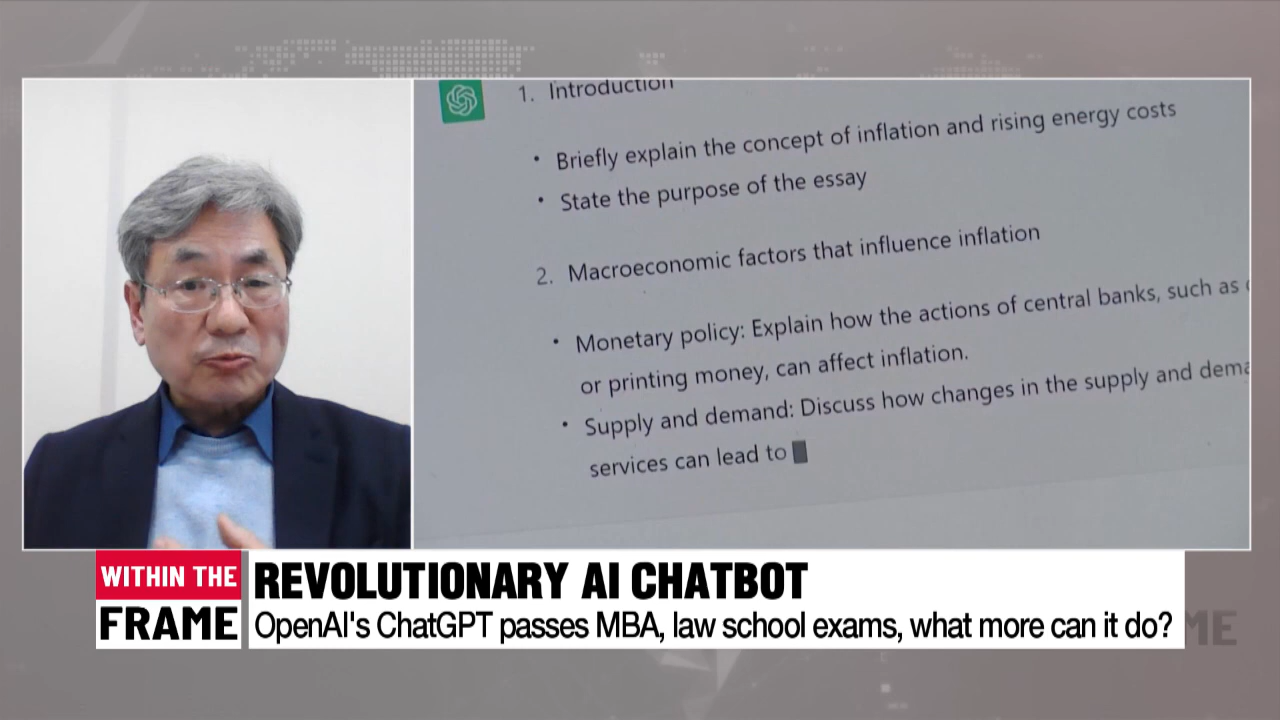 1. Introduction
• Briefly explain the concept of inflation and rising energy costs
• State the purpose of the essay
2. Macroeconomic factors that influence inflation
• Monetary policy: Explain how the actions of central banks, such as
or printing money, can affect inflation.
• Supply and demand: Discuss how changes in the supply and dema
services can lead to
WITHIN THE
FRAME
REVOLUTIONARY AI CHATBOT
OpenAI's ChatGPT passes MBA, law school exams, what more can it do?
ME